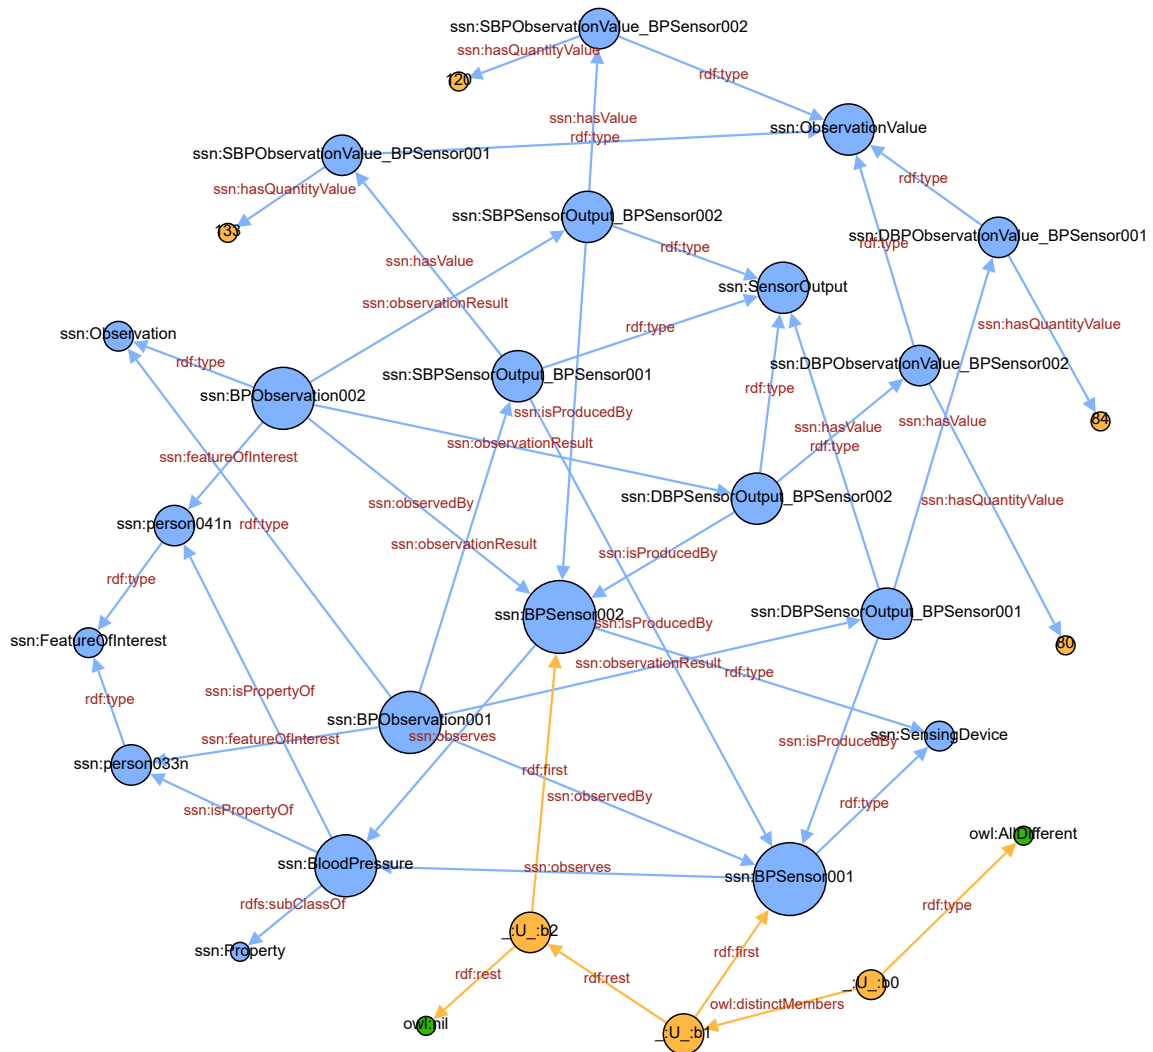 ssn:SBPObservationValue_BPSensor002
ssn:hasQuantityValue
120
rdf:type
ssn:hasValue
ssn:ObservationValue
rdf:type
ssn:SBPObservationValue_BPSensor001
rdf:type
ssn:hasQuantityValue
ssn:SBPSensorOutput_BPSensor002
133
ssn:DBPObservationValue_BPSensor001
rdf:type
rdf:type
ssn:hasValue
ssn:SensorOutput
ssn:observationResult
ssn:hasQuantityValue
rdf:type
ssn:Observation
rdf:type
ssn:DBPObservationValue_BPSensor002
ssn:SBPSensorOutput_BPSensor001
rdf:type
ssn:BPObservation002
ssn:isProducedBy
84
ssn:hasValue
ssn:hasValue
ssn:observationResult
rdf:type
ssn:featureOfInterest
ssn:DBPSensorOutput_BPSensor002
ssn:hasQuantityValue
ssn:observedBy
ssn:person041n
rdf:type
ssn:observationResult
ssn:isProducedBy
rdf:type
ssn:DBPSensorOutput_BPSensor001
ssn:BPSensor002
ssn:isProducedBy
ssn:FeatureOfInterest
80
ssn:observationResult
rdf:type
ssn:isPropertyOf
rdf:type
ssn:BPObservation001
ssn:observes
ssn:featureOfInterest
ssn:isProducedBy
ssn:SensingDevice
ssn:person033n
rdf:first
ssn:observedBy
rdf:type
ssn:isPropertyOf
owl:AllDifferent
ssn:BloodPressure
ssn:observes
ssn:BPSensor001
rdfs:subClassOf
rdf:type
_:U_:b2
ssn:Property
rdf:first
rdf:rest
rdf:rest
_:U_:b0
owl:distinctMembers
owl:nil
_:U_:b1